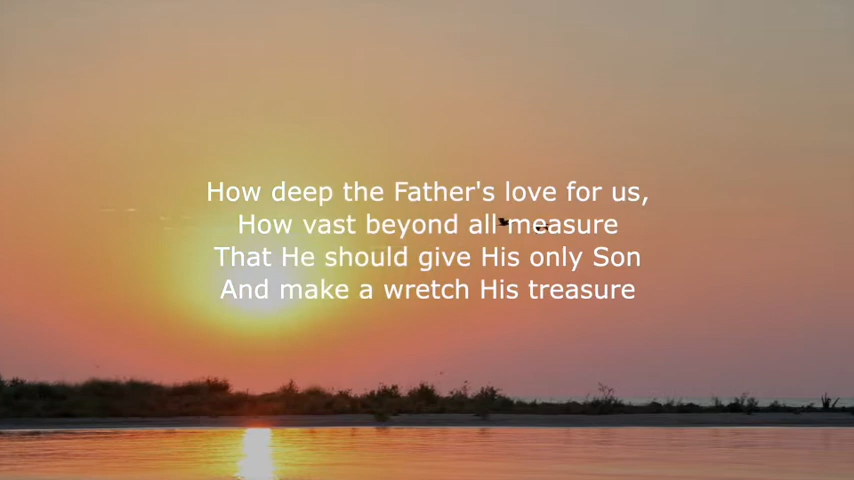 How deep the Father's love for us,
How vast beyond all measure
That He should give His only Son
And make a wretch His treasure